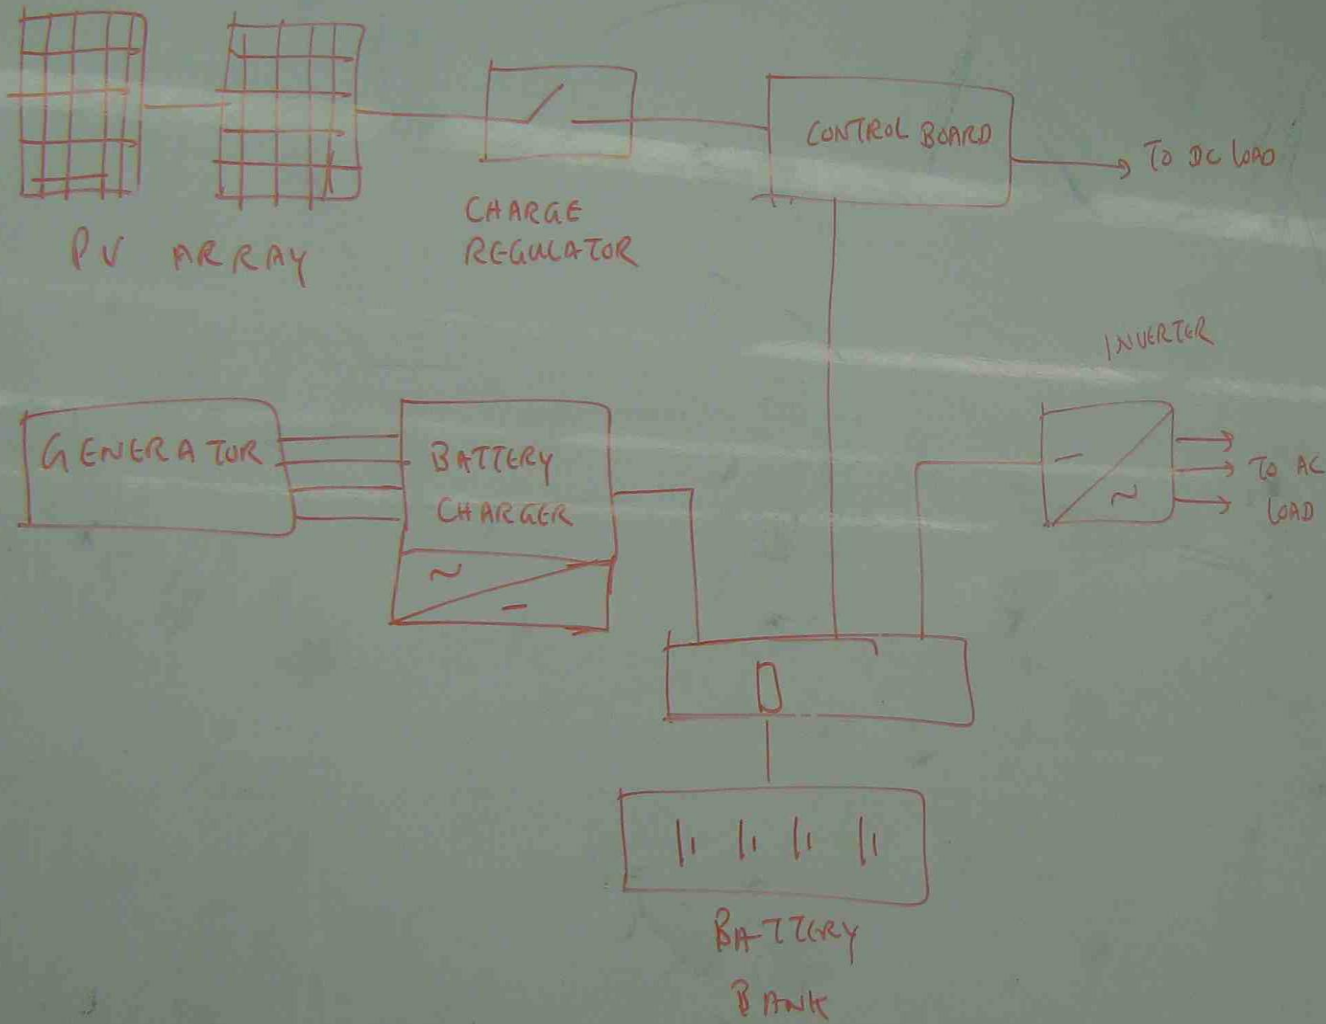 CONTROL BOARD
TO DC LOAD
CHARGE
REGULATOR
PV ARRAY
INVERTER
GENERATOR
BATTERY
CHARGER
~
−
−
~
TO AC
LOAD
BATTERY
BANK